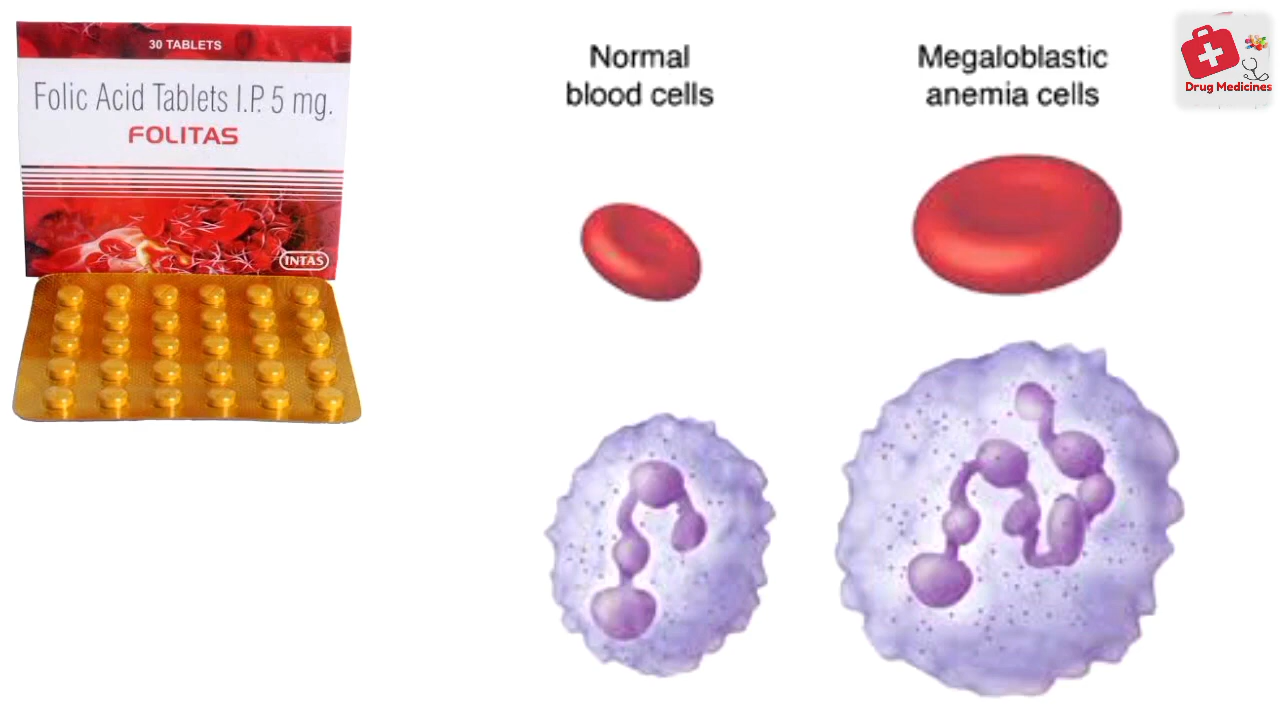 30 TABLETS
Folic Acid Tablets I.P. 5 mg.
FOLITAS
INTAS
Normal
blood cells
Megaloblastic
anemia cells
Drug Medicines